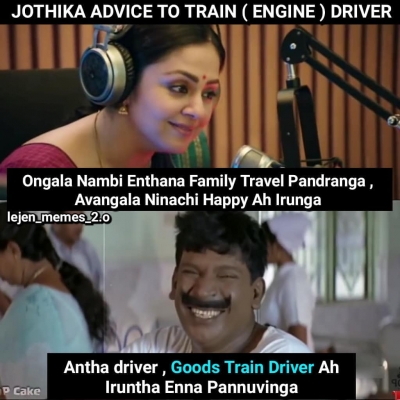 JOTHIKA ADVICE TO TRAIN ( ENGINE ) DRIVER
Ongala Nambi Enthana Family Travel Pandranga ,
Avangala Ninachi Happy Ah Irunga
lejen_memes_2.o
Antha driver , Goods Train Driver Ah
Iruntha Enna Pannuvinga
P Cake